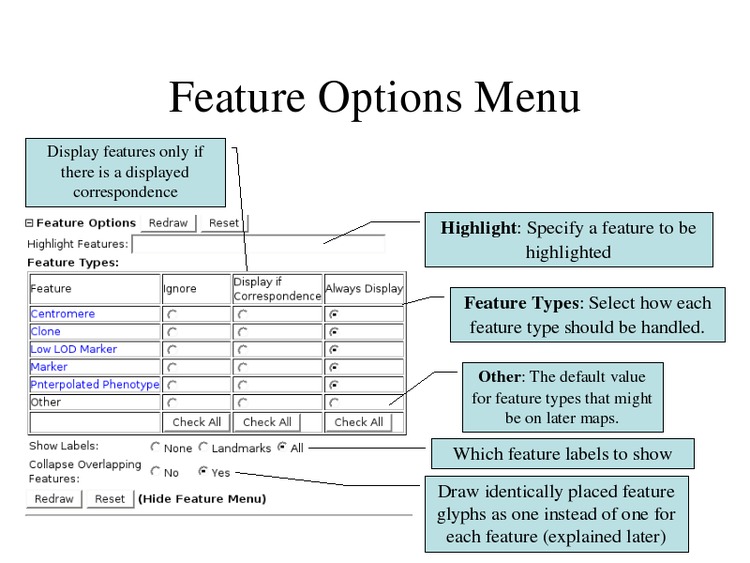 Feature Options Menu
Display features only if
there is a displayed
correspondence
Feature Options Redraw Reset
Highlight Features:
Feature Types:
Feature Ignore Display if Correspondence Always Display
Centromere
Clone
Low LOD Marker
Marker
Pnterpolated Phenotype
Other
Check All Check All Check All
Show Labels: None Landmarks All
Collapse Overlapping
Features: No Yes
Redraw Reset (Hide Feature Menu)
Highlight: Specify a feature to be
highlighted
Feature Types: Select how each
feature type should be handled.
Other: The default value
for feature types that might
be on later maps.
Which feature labels to show
Draw identically placed feature
glyphs as one instead of one for
each feature (explained later)